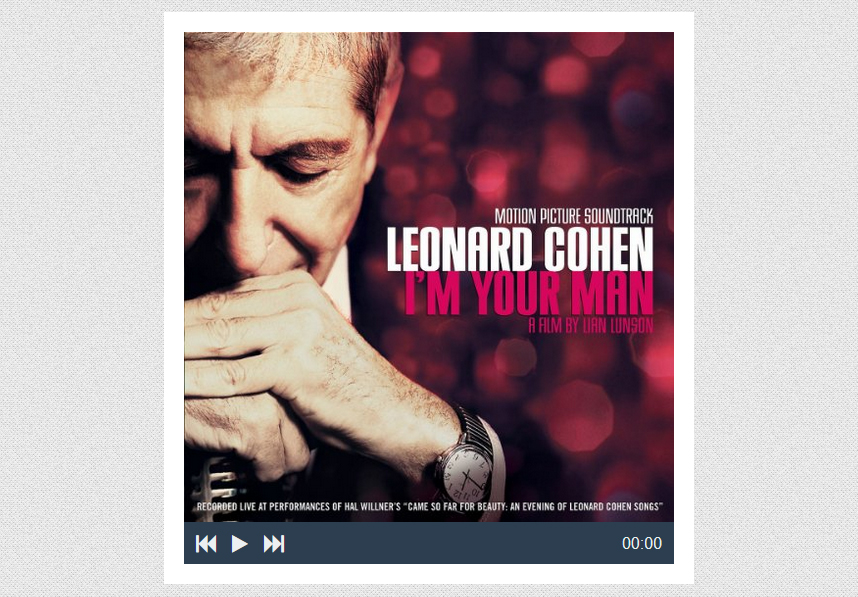 MOTION PICTURE SOUNDTRACK
LEONARD COHEN
I'M YOUR MAN
A FILM BY LIAN LUNSON
RECORDED LIVE AT PERFORMANCES OF HAL WILLNER'S "CAME SO FAR FOR BEAUTY: AN EVENING OF LEONARD COHEN SONGS"
00:00